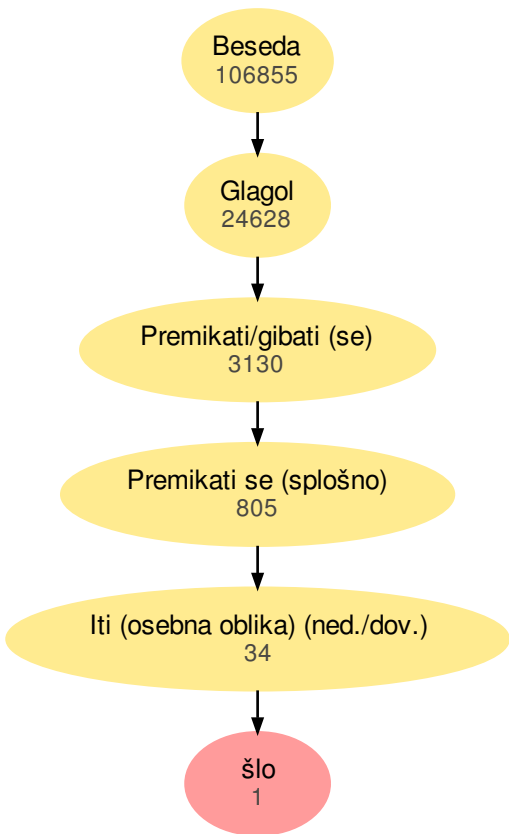 Beseda
106855
Glagol
24628
Premikati/gibati (se)
3130
Premikati se (splošno)
805
Iti (osebna oblika) (ned./dov.)
34
šlo
1